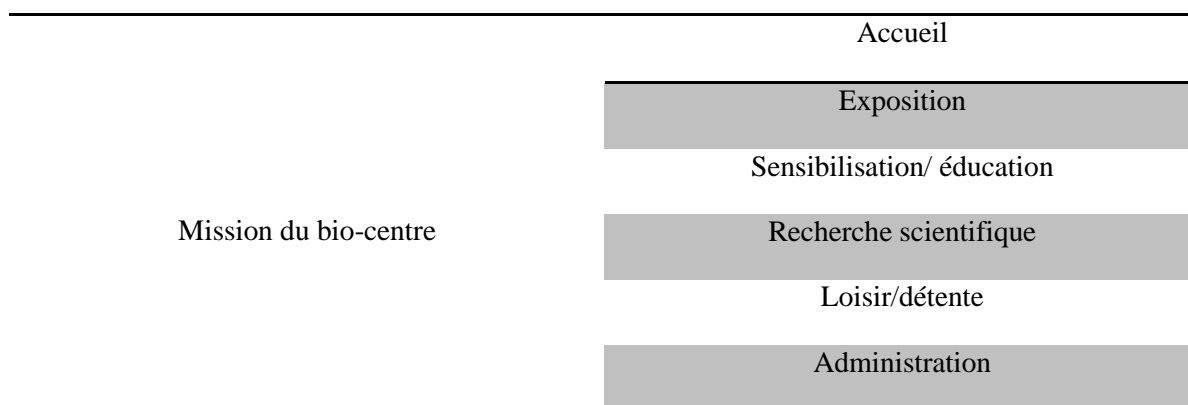 Accueil
Exposition
Sensibilisation/ éducation
Mission du bio-centre
Recherche scientifique
Loisir/détente
Administration